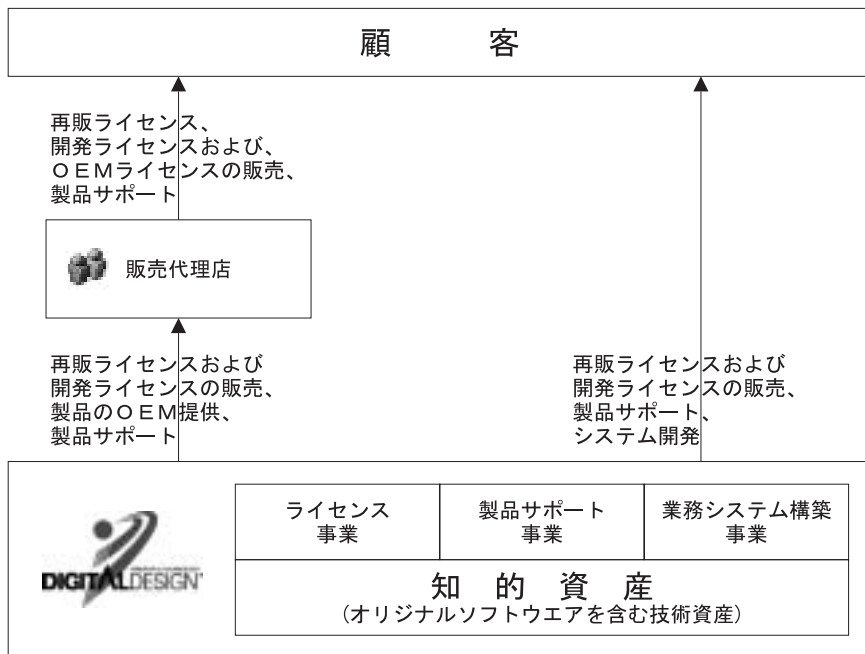 顧　　客
再販ライセンス、
開発ライセンスおよび、
ＯＥＭライセンスの販売、
製品サポート
販売代理店
再販ライセンスおよび
開発ライセンスの販売、
製品のＯＥＭ提供、
製品サポート
再販ライセンスおよび
開発ライセンスの販売、
製品サポート、
システム開発
DIGITALDESIGN
ライセンス
事業
製品サポート
事業
業務システム構築
事業
知 的 資 産
(オリジナルソフトウエアを含む技術資産)